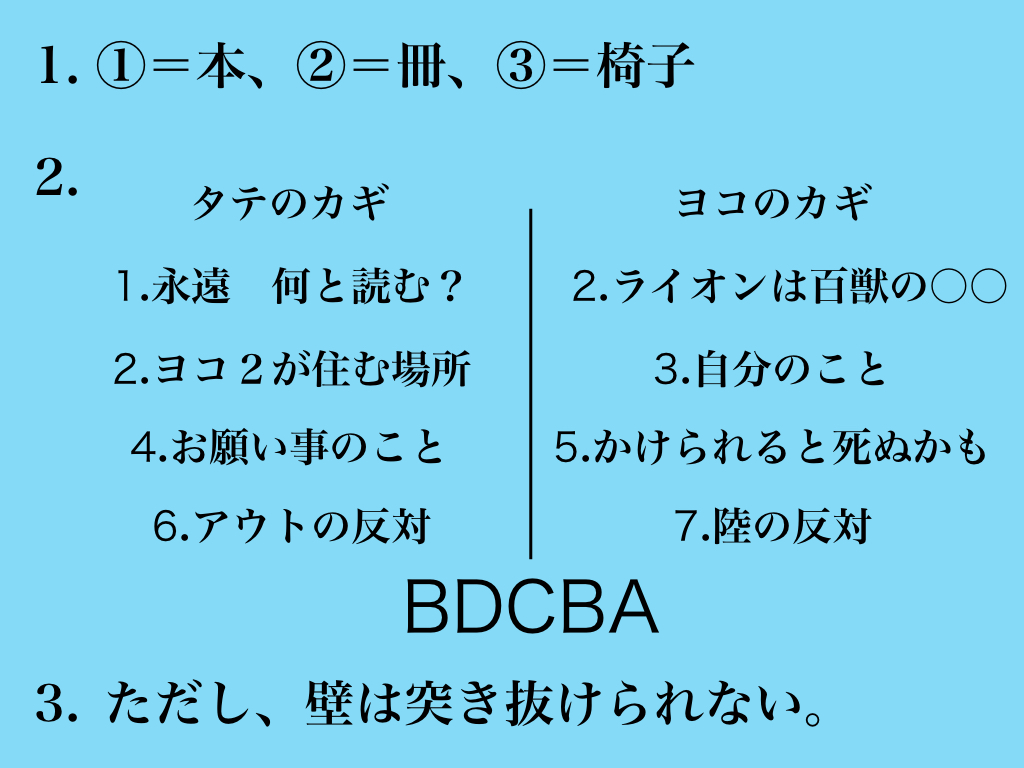 1. ①＝本、②＝冊、③＝椅子
2.
タテのカギ
1.永遠　何と読む？
2.ヨコ２が住む場所
4.お願い事のこと
6.アウトの反対
ヨコのカギ
2.ライオンは百獣の〇〇
3.自分のこと
5.かけられると死ぬかも
7.陸の反対
BDCBA
3. ただし、壁は突き抜けられない。